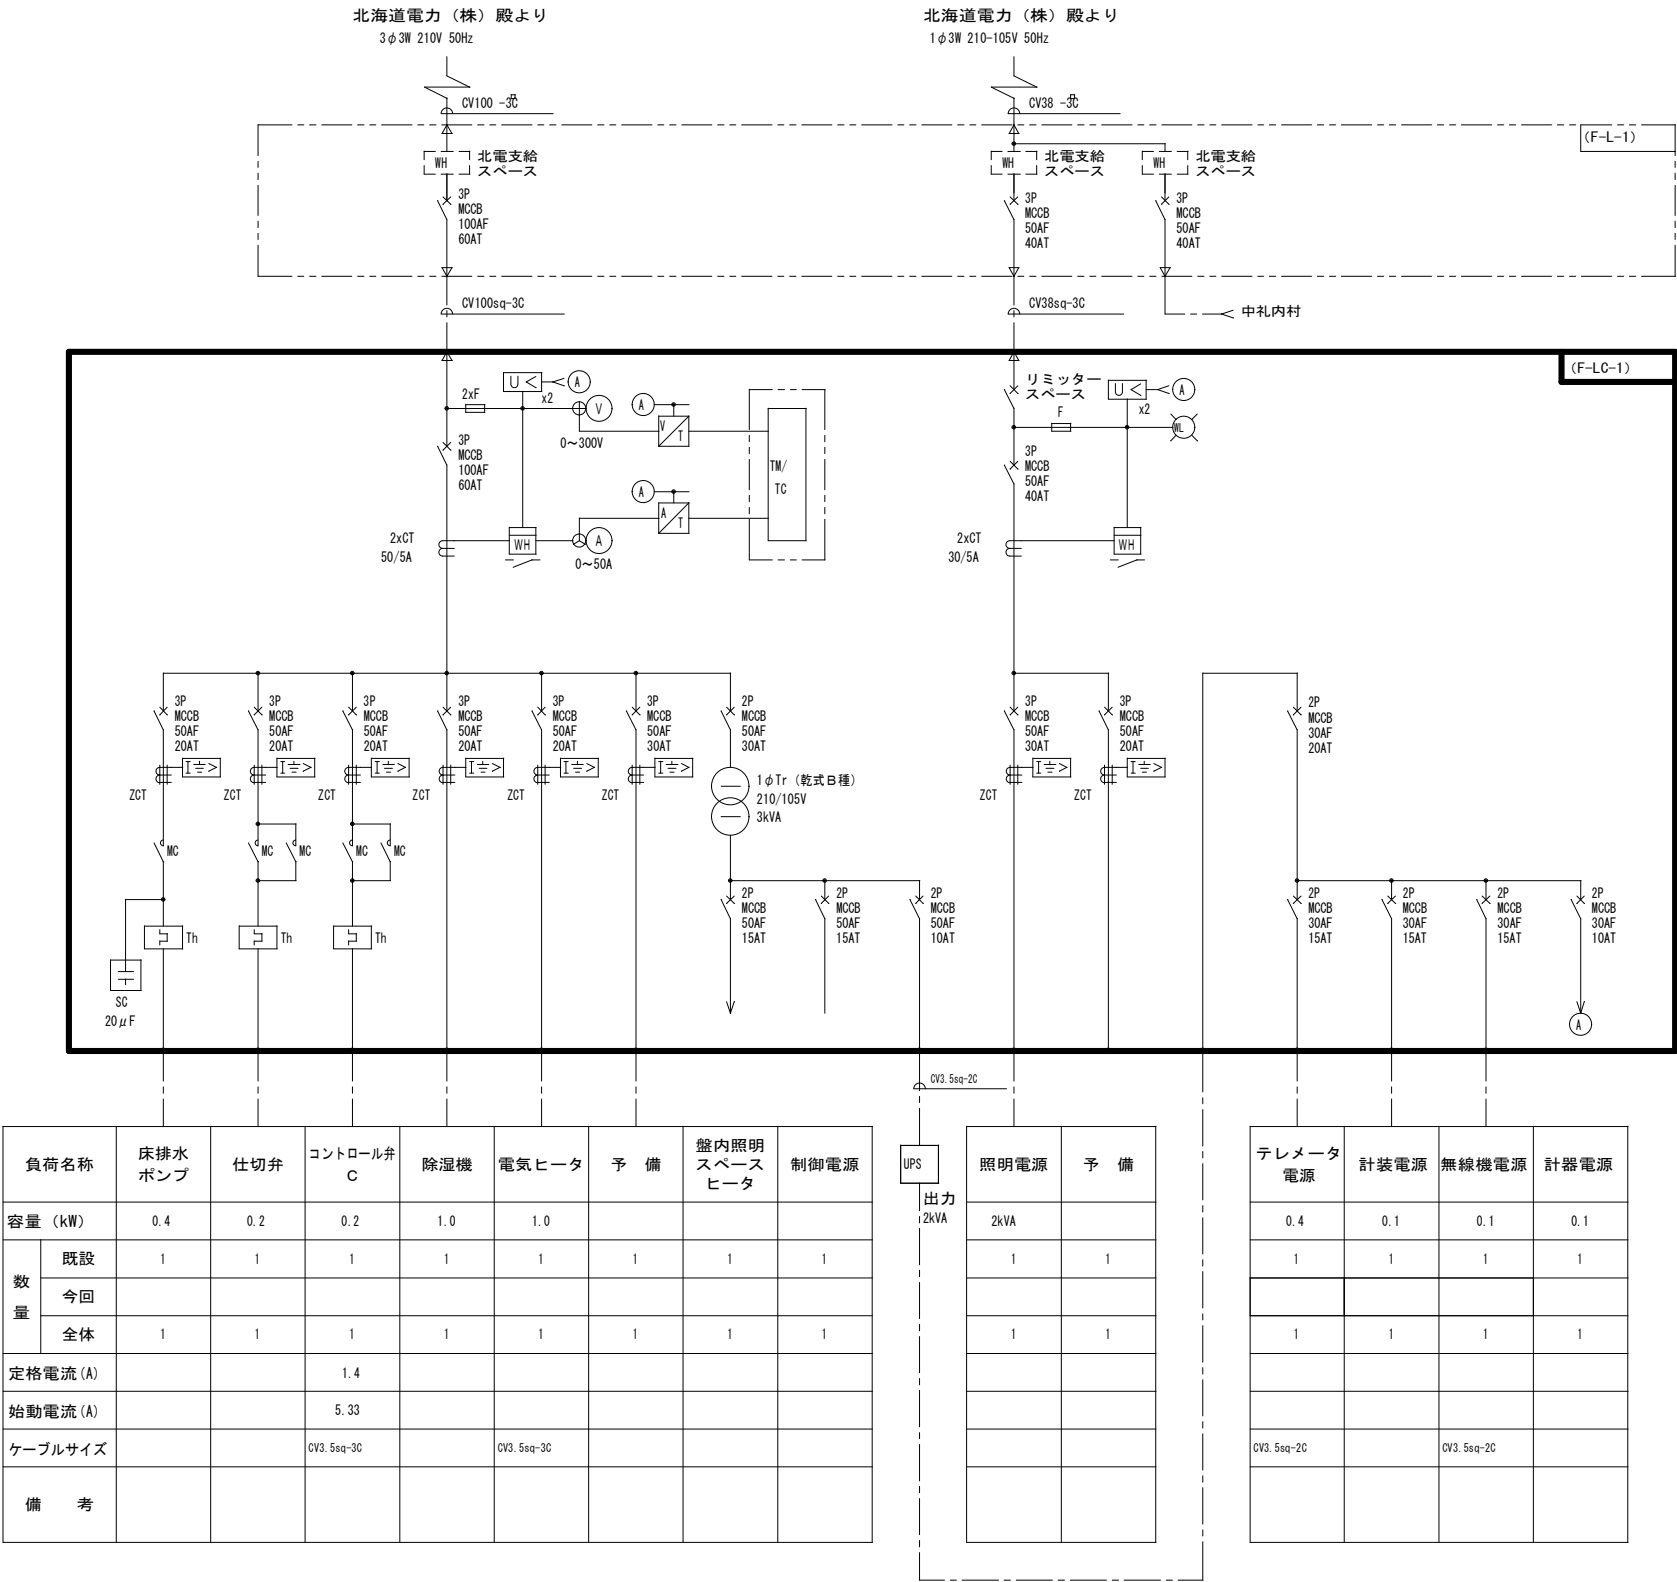 北海道電力（株）殿より
3φ3W 210V 50Hz
北海道電力（株）殿より
1φ3W 210-105V 50Hz
CV100 -3C
CV38 -3C
(F-L-1)
WH
北電支給
スペース
WH
北電支給
スペース
WH
北電支給
スペース
3P
MCCB
100AF
60AT
3P
MCCB
50AF
40AT
3P
MCCB
50AF
40AT
CV100sq-3C
CV38sq-3C
中札内村
(F-LC-1)
2xF
U<
A
x2
V
0～300V
A
V
T
TM/
TC
3P
MCCB
100AF
60AT
A
A
T
2xCT
50/5A
WH
A
0～50A
リミッター
スペース
U<
A
x2
F
WL
3P
MCCB
50AF
40AT
2xCT
30/5A
WH
3P
MCCB
50AF
20AT
3P
MCCB
50AF
20AT
3P
MCCB
50AF
20AT
3P
MCCB
50AF
20AT
3P
MCCB
50AF
20AT
3P
MCCB
50AF
30AT
2P
MCCB
50AF
30AT
3P
MCCB
50AF
30AT
3P
MCCB
50AF
20AT
2P
MCCB
30AF
20AT
I>
I>
I>
I>
I>
I>
I>
I>
ZCT
ZCT
ZCT
ZCT
ZCT
ZCT
ZCT
ZCT
1φTr（乾式B種）
210/105V
3kVA
MC
MC
MC
MC
MC
2P
MCCB
50AF
15AT
2P
MCCB
50AF
15AT
2P
MCCB
50AF
10AT
2P
MCCB
30AF
15AT
2P
MCCB
30AF
15AT
2P
MCCB
30AF
15AT
2P
MCCB
30AF
10AT
Th
Th
Th
SC
20μF
A
CV3.5sq-2C
UPS
出力
2kVA
負荷名称 床排水ポンプ 仕切弁 コントロール弁C 除湿機 電気ヒータ 予 備 盤内照明スペースヒータ 制御電源 照明電源 予 備 テレメータ電源 計装電源 無線機電源 計器電源
容量（kW） 0.4 0.2 0.2 1.0 1.0 2kVA 0.4 0.1 0.1 0.1
数量
既設 1 1 1 1 1 1 1 1 1 1 1 1 1 1
今回
全体 1 1 1 1 1 1 1 1 1 1 1 1 1 1
定格電流(A) 1.4
始動電流(A) 5.33
ケーブルサイズ CV3.5sq-3C CV3.5sq-3C CV3.5sq-2C CV3.5sq-2C
備 考